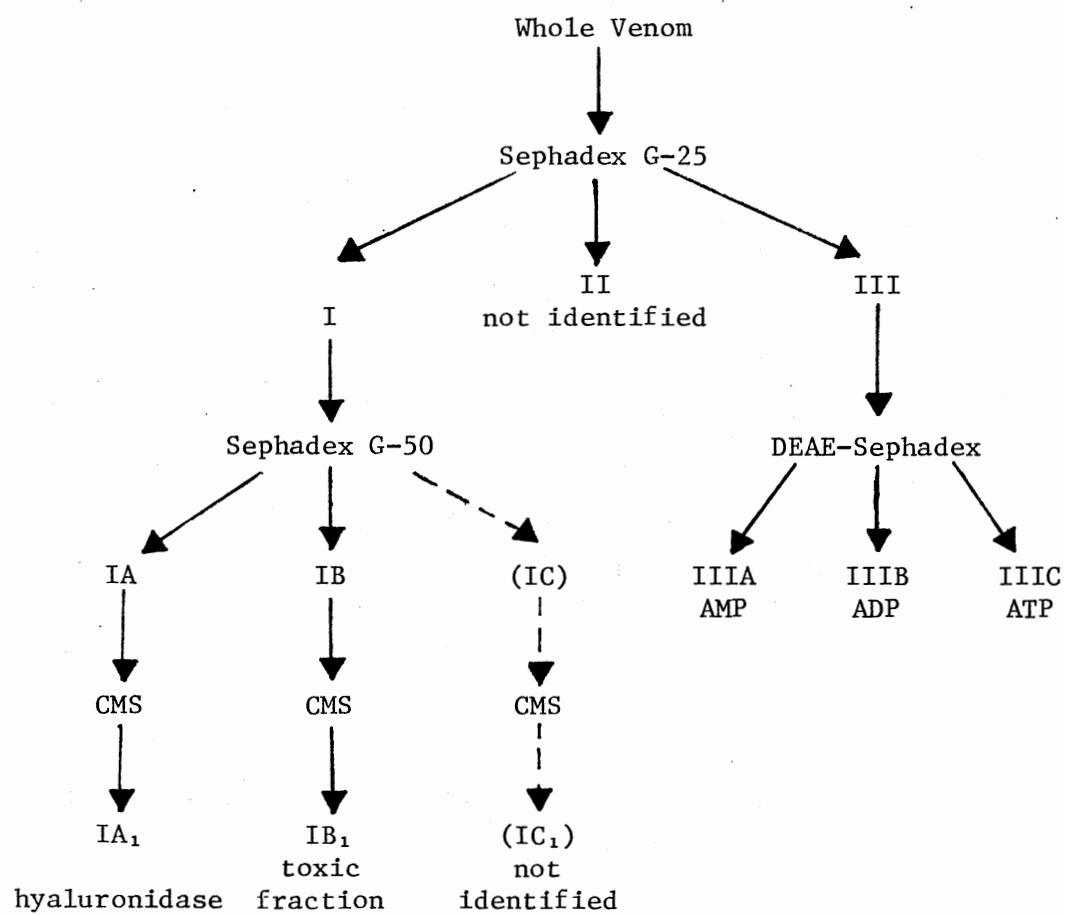 Whole Venom
Sephadex G-25
I
II
not identified
III
Sephadex G-50
DEAE-Sephadex
IA
IB
(IC)
IIIA
AMP
IIIB
ADP
IIIC
ATP
CMS
CMS
CMS
IA₁
hyaluronidase
IB₁
toxic
fraction
(IC₁)
not
identified